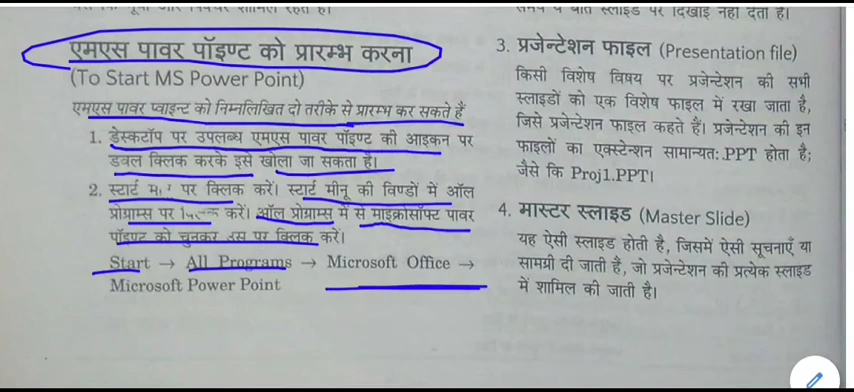 एमएस पावर पॉइण्ट को प्रारम्भ करना
(To Start MS Power Point)
एमएस पावर प्वाइन्ट को निम्नलिखित दो तरीके से प्रारम्भ कर सकते हैं
1. डेस्कटॉप पर उपलब्ध एमएस पावर पॉइण्ट की आइकन पर
डबल क्लिक करके इसे खोला जा सकता है।
2. स्टार्ट पर क्लिक करें। स्टार्ट मीनू की विण्डों में ऑल
प्रोग्राम्स पर करें। ऑल प्रोग्राम्स में से माइक्रोसॉफ्ट पावर
पॉइण्ट को चुनकर उस पर क्लिक करें।
Start → All Programs → Microsoft Office →
Microsoft Power Point
समय ये बात स्लाइड पर दिखाई नहीं देता है।
3. प्रजेन्टेशन फाइल (Presentation file)
किसी विशेष विषय पर प्रजेन्टेशन की सभी
स्लाइडों को एक विशेष फाइल में रखा जाता है,
जिसे प्रजेन्टेशन फाइल कहते हैं। प्रजेन्टेशन की इन
फाइलों का एक्स्टेन्शन सामान्यत: .PPT होता है;
जैसे कि Proj1.PPT।
4. मास्टर स्लाइड (Master Slide)
यह ऐसी स्लाइड होती है, जिसमें ऐसी सूचनाएँ या
सामग्री दी जाती है, जो प्रजेन्टेशन की प्रत्येक स्लाइड
में शामिल की जाती है।